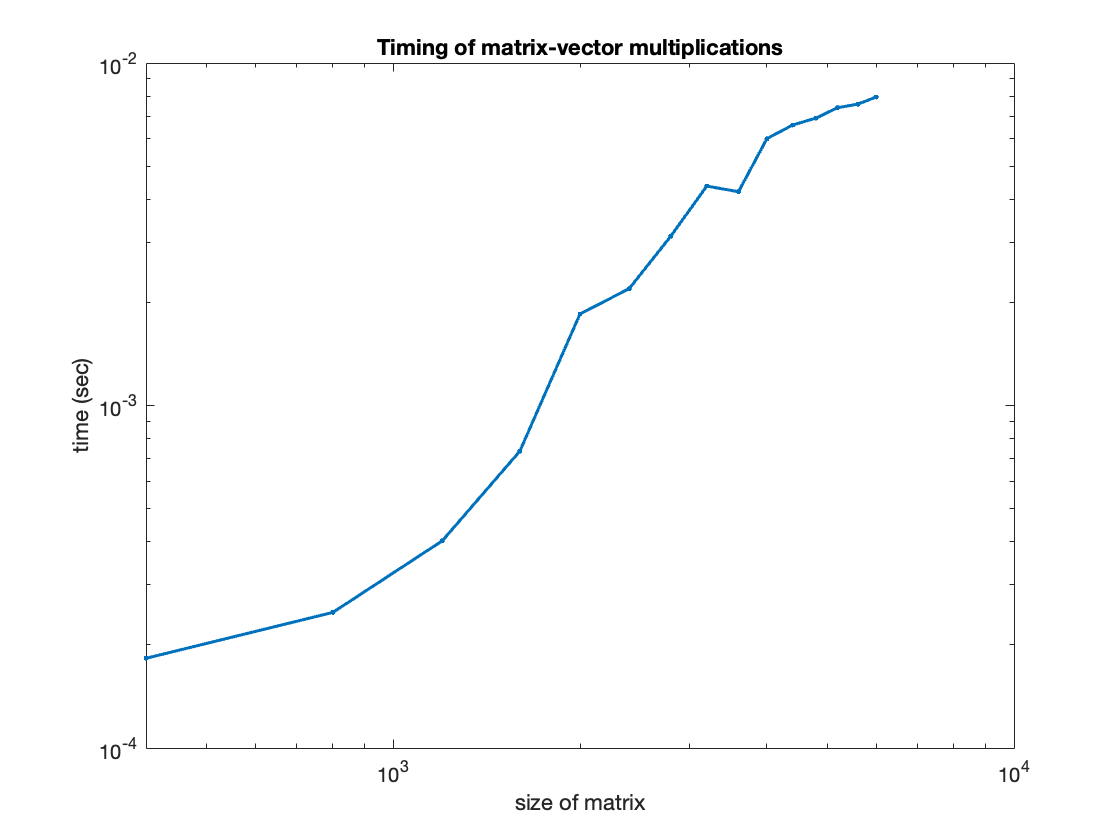 Timing of matrix-vector multiplications
10^-2
10^-3
10^-4
time (sec)
10^3
10^4
size of matrix